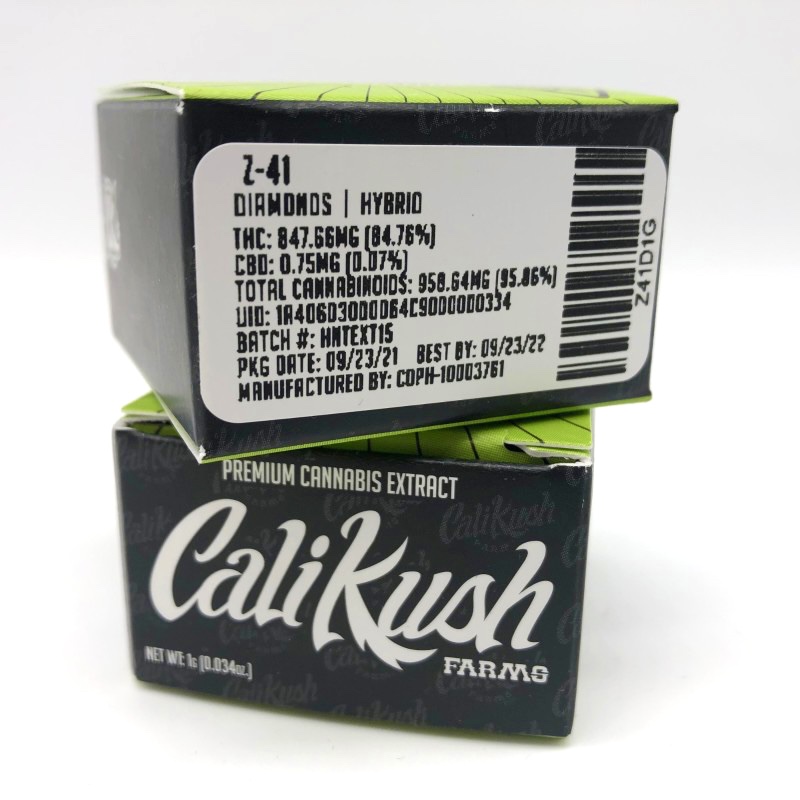 Z-41
DIAMONDS | HYBRID
THC: 847.66MG (84.76%)
CBD: 0.75MG (0.07%)
TOTAL CANNABINOIDS: 958.64MG (95.86%)
UID: 1A406030000D64C9000000334
BATCH #: HNTEXT15
PKG DATE: 09/23/21 BEST BY: 09/23/22
MANUFACTURED BY: CDPH-10003761
Z41D1G
PREMIUM CANNABIS EXTRACT
CaliKush
FARMS
NET WT: 1G (0.034oz.)